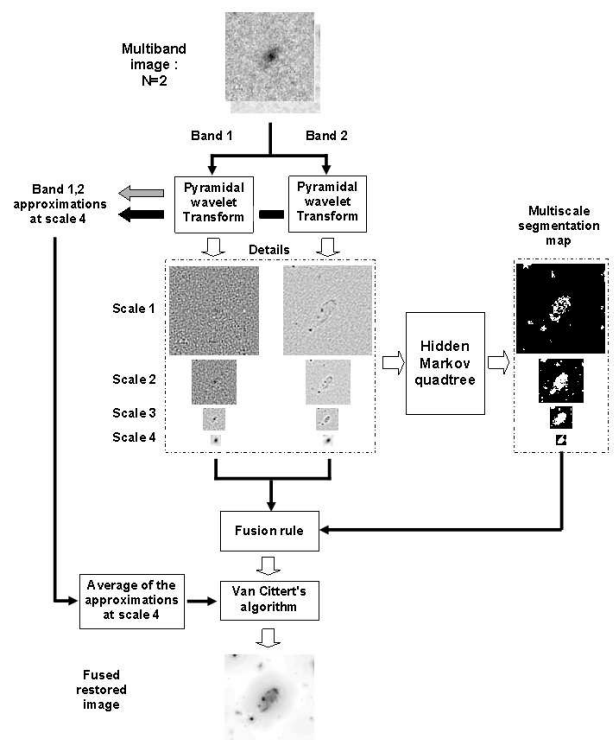 Multiband
image :
N=2
Band 1
Band 2
Pyramidal
wavelet
Transform
Pyramidal
wavelet
Transform
Band 1,2
approximations
at scale 4
Details
Multiscale
segmentation
map
Scale 1
Scale 2
Scale 3
Scale 4
Hidden
Markov
quadtree
Fusion rule
Average of the
approximations
at scale 4
Van Cittert's
algorithm
Fused
restored
image